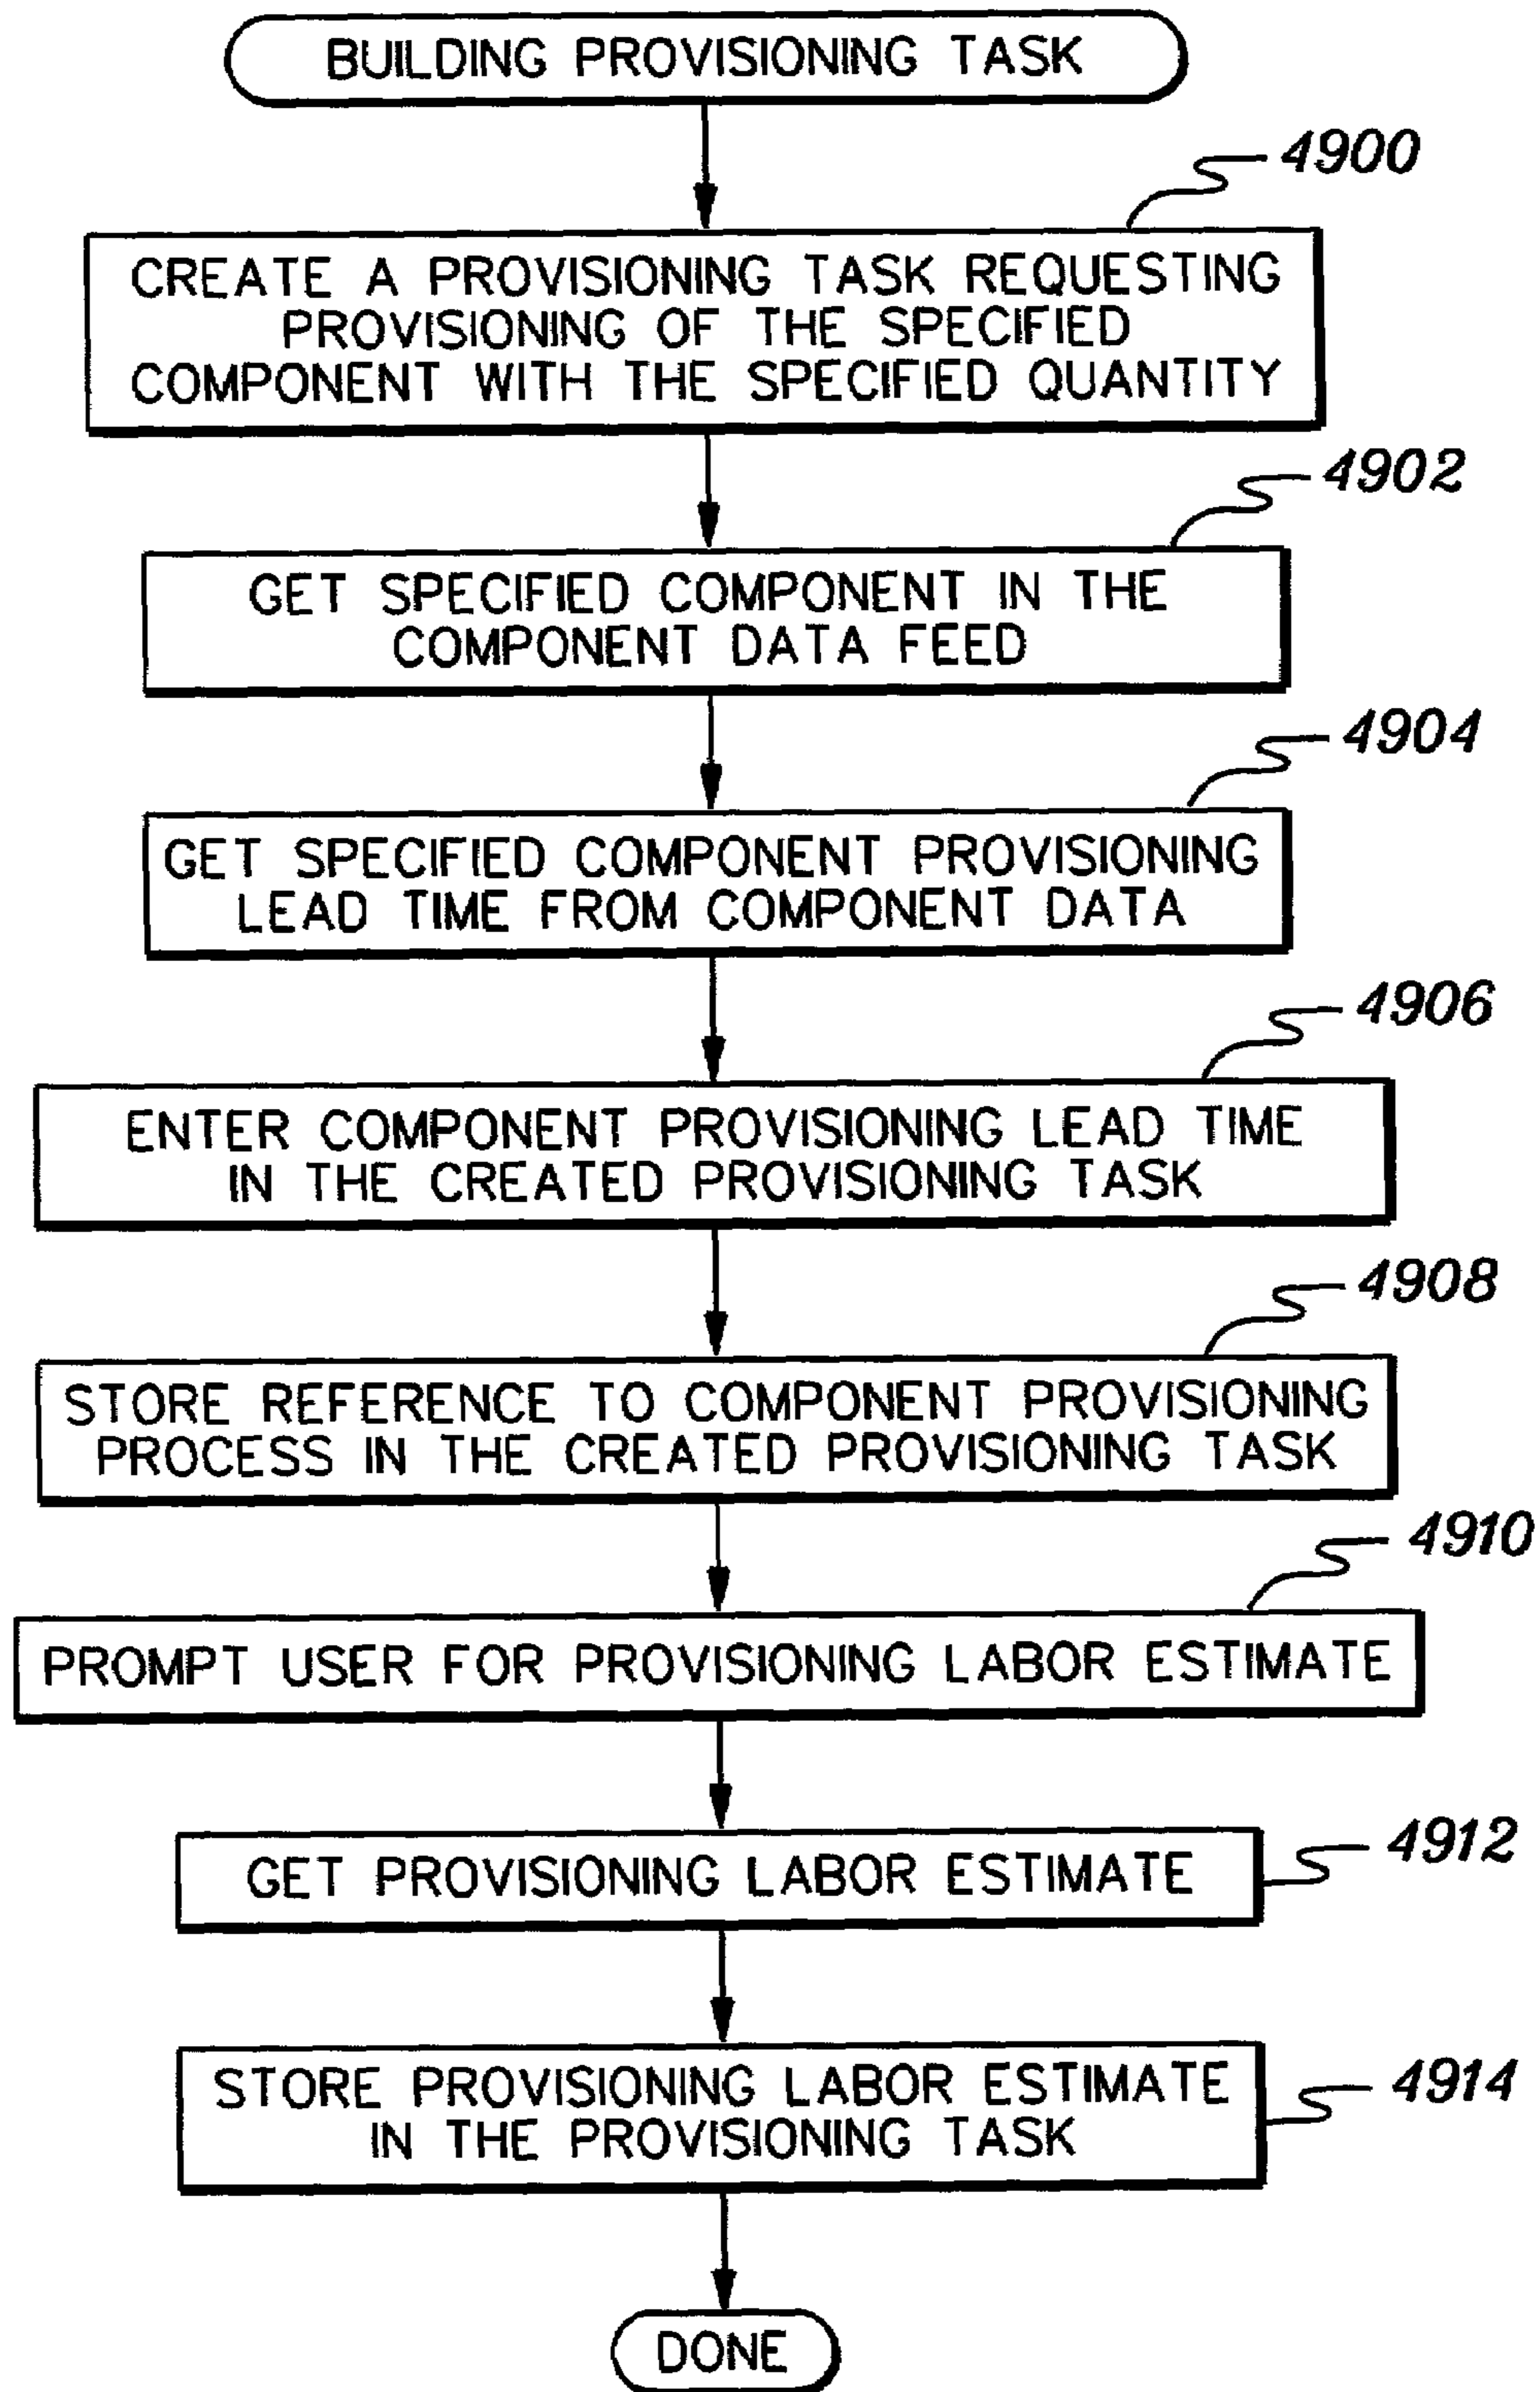 BUILDING PROVISIONING TASK
4900
CREATE A PROVISIONING TASK REQUESTING
PROVISIONING OF THE SPECIFIED
COMPONENT WITH THE SPECIFIED QUANTITY
4902
GET SPECIFIED COMPONENT IN THE
COMPONENT DATA FEED
4904
GET SPECIFIED COMPONENT PROVISIONING
LEAD TIME FROM COMPONENT DATA
4906
ENTER COMPONENT PROVISIONING LEAD TIME
IN THE CREATED PROVISIONING TASK
4908
STORE REFERENCE TO COMPONENT PROVISIONING
PROCESS IN THE CREATED PROVISIONING TASK
4910
PROMPT USER FOR PROVISIONING LABOR ESTIMATE
GET PROVISIONING LABOR ESTIMATE
4912
STORE PROVISIONING LABOR ESTIMATE
IN THE PROVISIONING TASK
4914
DONE